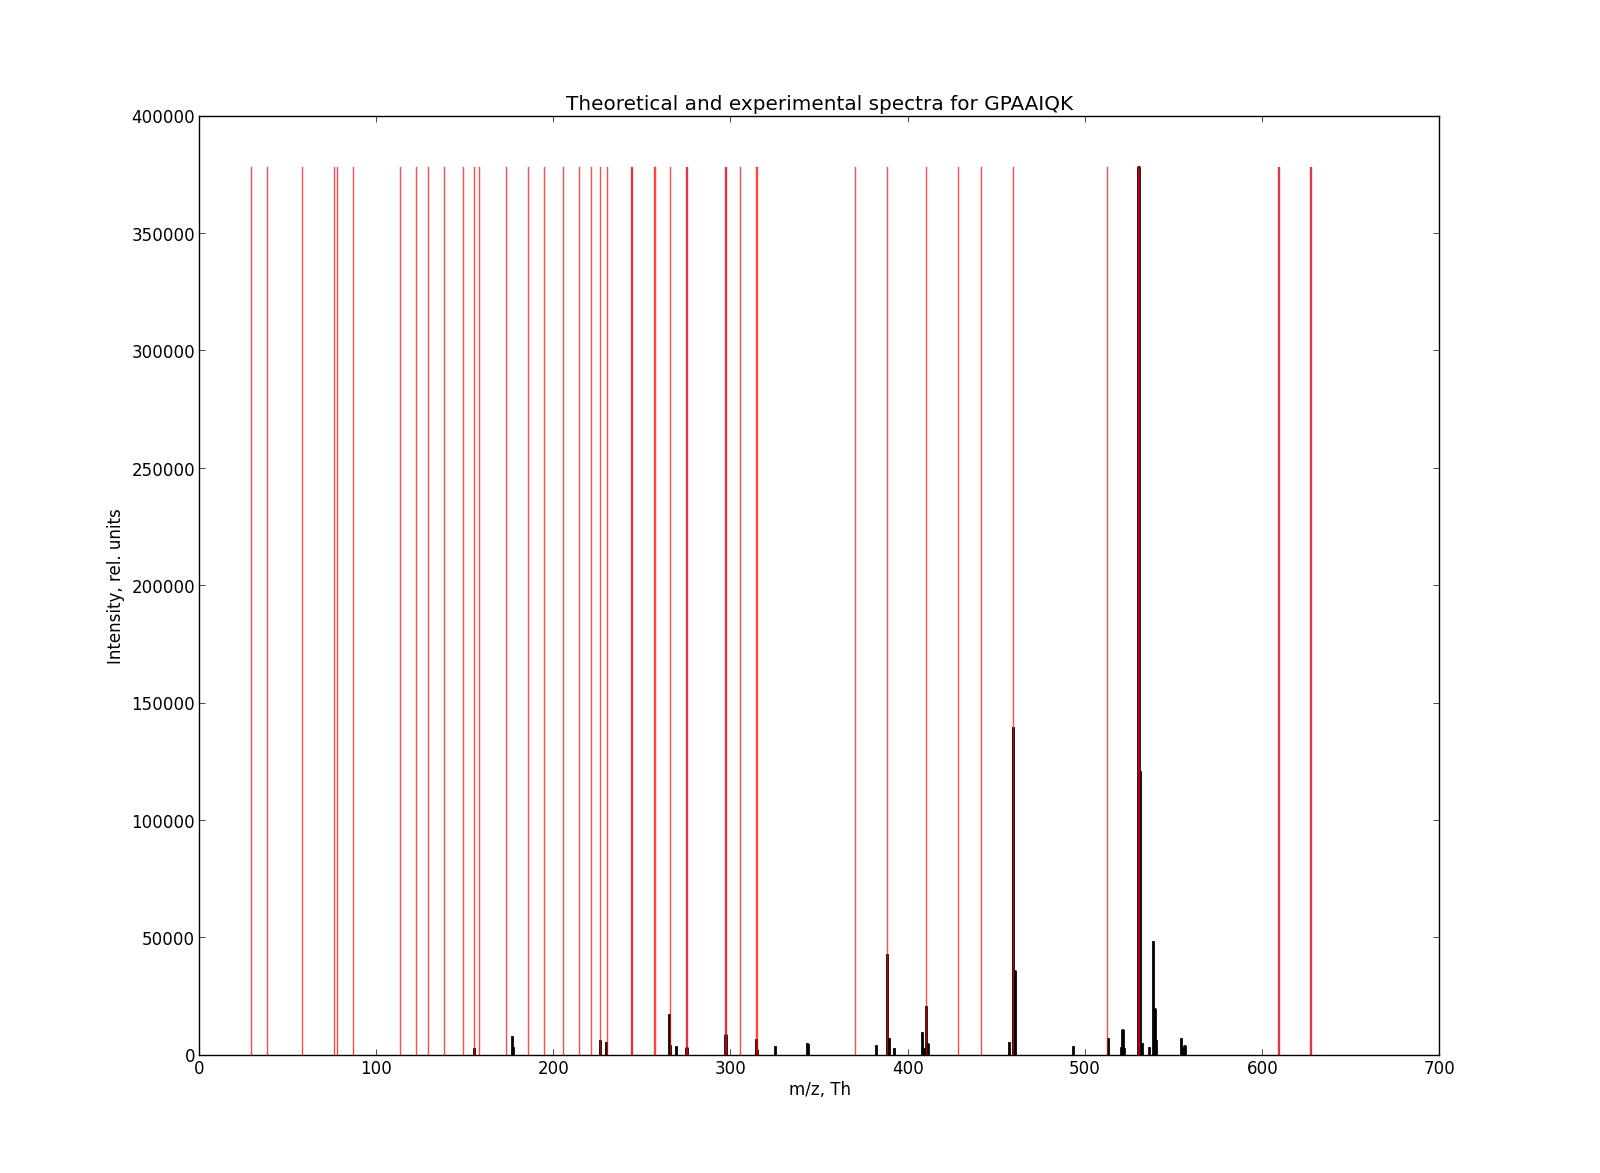 Theoretical and experimental spectra for GPAAIQK
400000
350000
300000
250000
200000
150000
100000
50000
0
Intensity, rel. units
0 100 200 300 400 500 600 700
m/z, Th